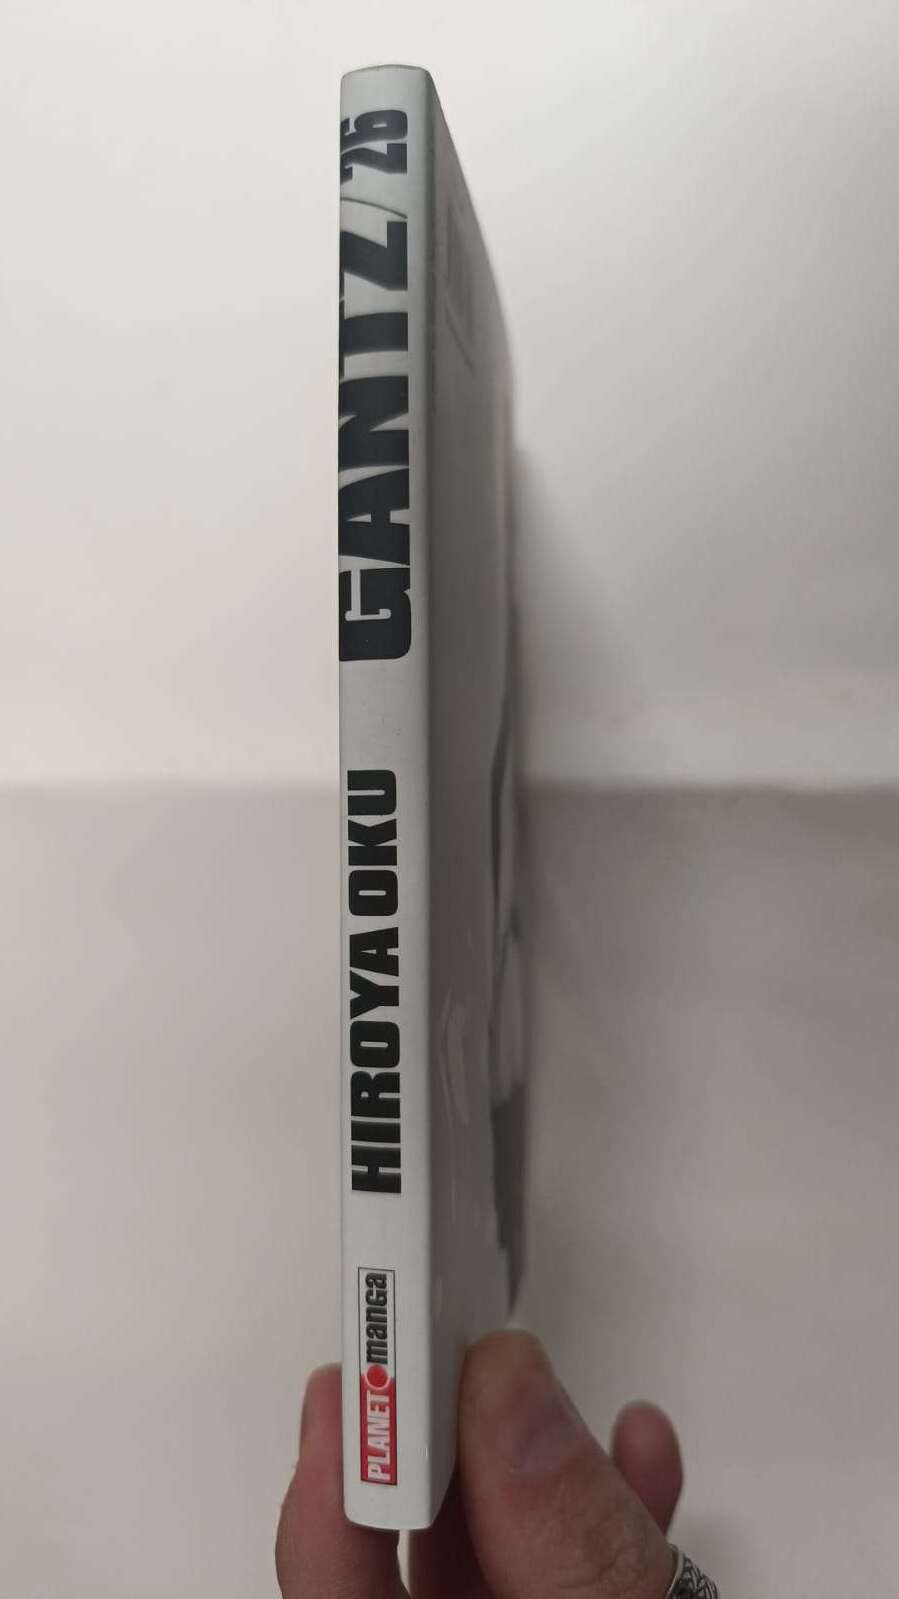 GANTZ/26
HIROYA OKU
PLANET manga